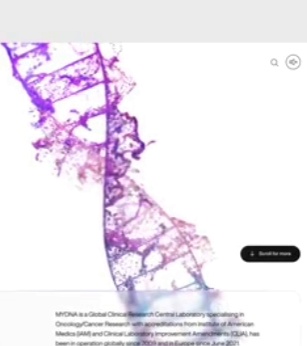 Scroll for more
MYDNA is a Global Clinical Research Central Laboratory specialising in
Oncology/Cancer Research with accreditations from Institute of American
Medics (IAM) and Clinical Laboratory Improvement Amendments (CLIA), has
been in operation globally since 2009 and in Europe since June 2021